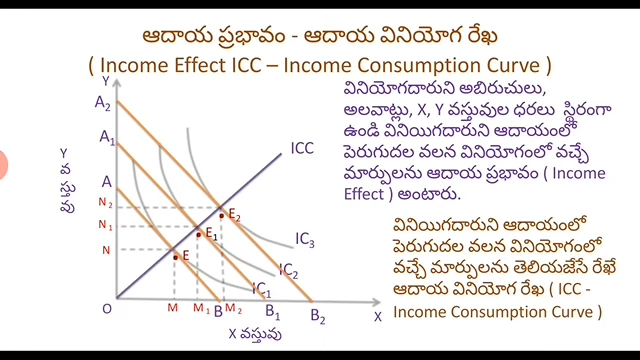 ఆదాయ ప్రభావం - ఆదాయ వినియోగ రేఖ
( Income Effect ICC – Income Consumption Curve )
వినియోగదారుని అబిరుచులు,
అలవాట్లు, X, Y వస్తువుల ధరలు స్థిరంగా
ఉండి వినియిగదారుని ఆదాయంలో
పెరుగుదల వలన వినియోగంలో వచ్చే
మార్పులను ఆదాయ ప్రభావం ( Income
Effect ) అంటారు.
వినియిగదారుని ఆదాయంలో
పెరుగుదల వలన వినియోగంలో
వచ్చే మార్పులను తెలియజేసే రేఖే
ఆదాయ వినియోగ రేఖ ( ICC -
Income Consumption Curve )
Y
A₂
A₁
A
Y
వ
స్తు
వు
N₂
N₁
N
ICC
E₂
E₁
E
IC₃
IC₂
IC₁
O
M
M₁
M₂
B
B₁
B₂
X
X వస్తువు